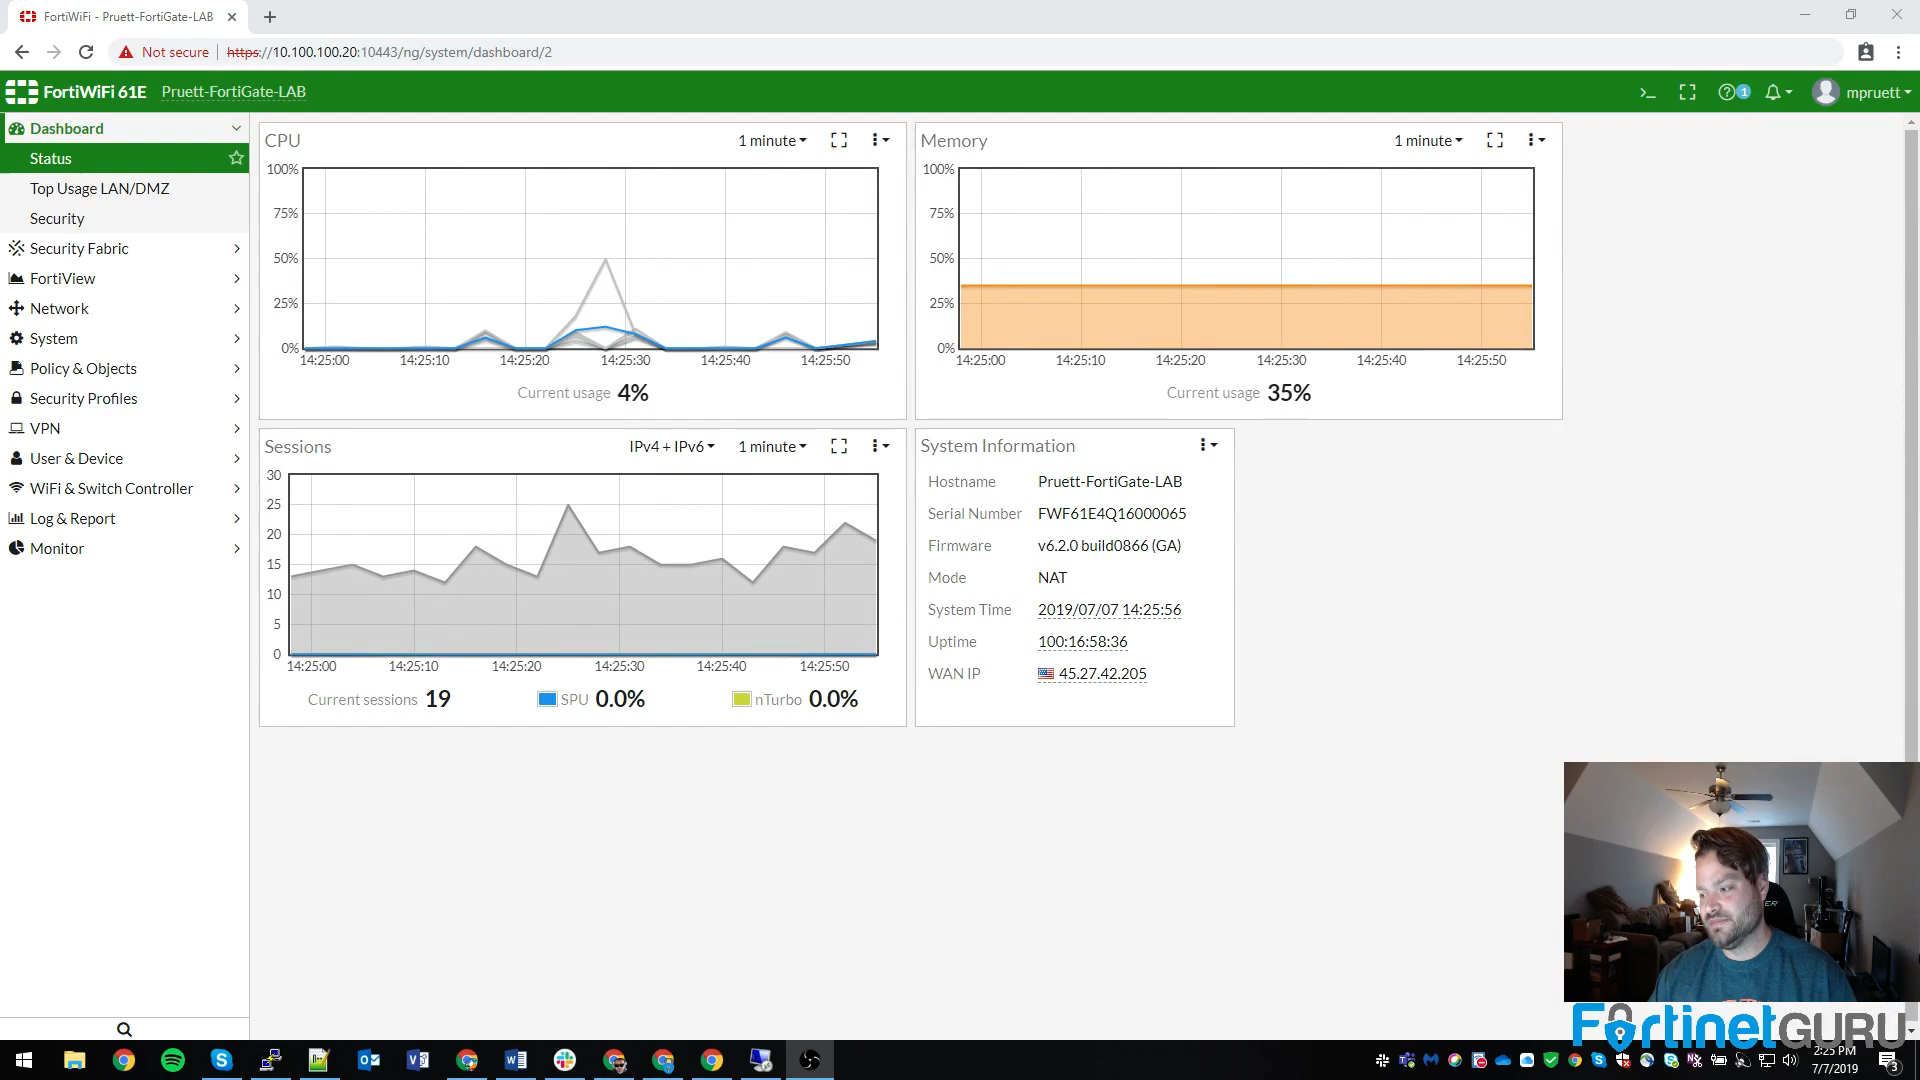 FortiWiFi - Pruett-FortiGate-LAB
Not secure
https://10.100.100.20:10443/ng/system/dashboard/2
FortiWiFi 61E
Pruett-FortiGate-LAB
1
mpruett
Dashboard
Status
Top Usage LAN/DMZ
Security
Security Fabric
FortiView
Network
System
Policy & Objects
Security Profiles
VPN
User & Device
WiFi & Switch Controller
Log & Report
Monitor
CPU
1 minute
100%
75%
50%
25%
0%
14:25:00 14:25:10 14:25:20 14:25:30 14:25:40 14:25:50
Current usage 4%
Memory
1 minute
100%
75%
50%
25%
0%
14:25:00 14:25:10 14:25:20 14:25:30 14:25:40 14:25:50
Current usage 35%
Sessions
IPv4 + IPv6
1 minute
30
25
20
15
10
5
0
14:25:00 14:25:10 14:25:20 14:25:30 14:25:40 14:25:50
Current sessions 19
SPU 0.0%
nTurbo 0.0%
System Information
Hostname Pruett-FortiGate-LAB
Serial Number FWF61E4Q16000065
Firmware v6.2.0 build0866 (GA)
Mode NAT
System Time 2019/07/07 14:25:56
Uptime 100:16:58:36
WAN IP 45.27.42.205
FortinetGURU
2:25 PM
7/7/2019
3